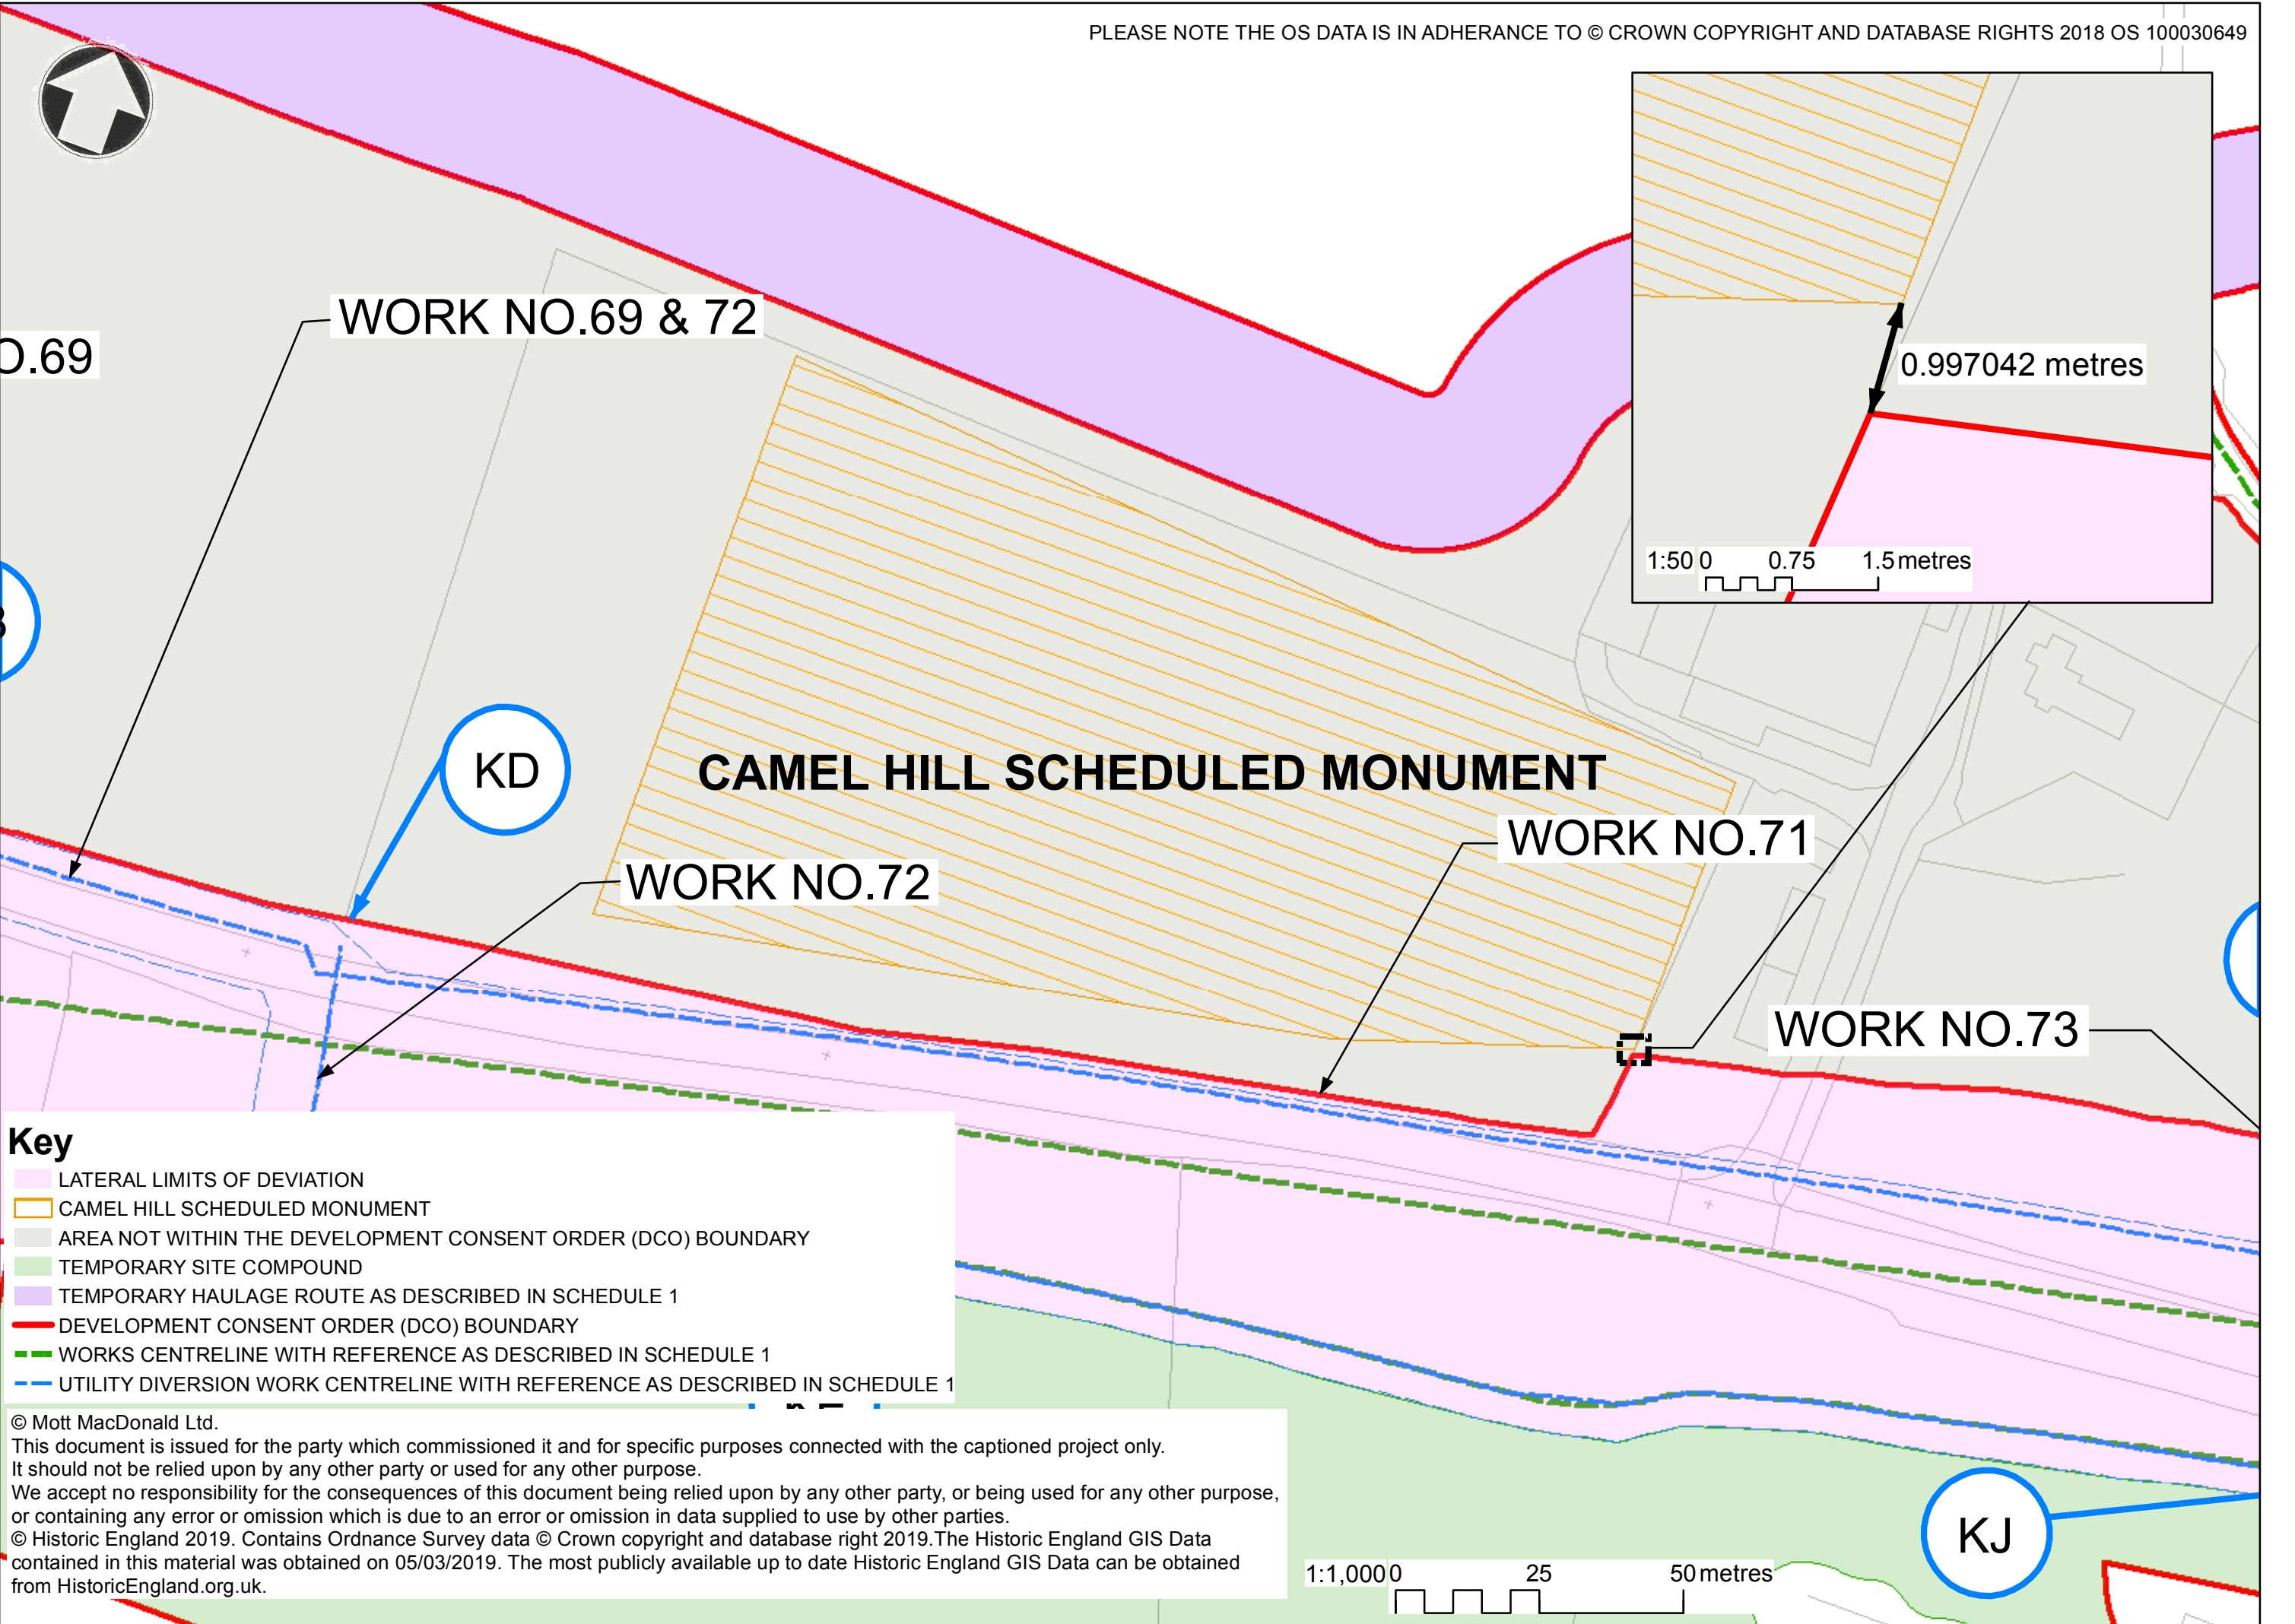 PLEASE NOTE THE OS DATA IS IN ADHERANCE TO © CROWN COPYRIGHT AND DATABASE RIGHTS 2018 OS 100030649
WORK NO.69 & 72
O.69
0.997042 metres
1:50 0 0.75 1.5 metres
KD
CAMEL HILL SCHEDULED MONUMENT
WORK NO.71
WORK NO.72
WORK NO.73
Key
LATERAL LIMITS OF DEVIATION
CAMEL HILL SCHEDULED MONUMENT
AREA NOT WITHIN THE DEVELOPMENT CONSENT ORDER (DCO) BOUNDARY
TEMPORARY SITE COMPOUND
TEMPORARY HAULAGE ROUTE AS DESCRIBED IN SCHEDULE 1
DEVELOPMENT CONSENT ORDER (DCO) BOUNDARY
WORKS CENTRELINE WITH REFERENCE AS DESCRIBED IN SCHEDULE 1
UTILITY DIVERSION WORK CENTRELINE WITH REFERENCE AS DESCRIBED IN SCHEDULE 1
© Mott MacDonald Ltd.
This document is issued for the party which commissioned it and for specific purposes connected with the captioned project only.
It should not be relied upon by any other party or used for any other purpose.
We accept no responsibility for the consequences of this document being relied upon by any other party, or being used for any other purpose,
or containing any error or omission which is due to an error or omission in data supplied to use by other parties.
© Historic England 2019. Contains Ordnance Survey data © Crown copyright and database right 2019.The Historic England GIS Data
contained in this material was obtained on 05/03/2019. The most publicly available up to date Historic England GIS Data can be obtained
from HistoricEngland.org.uk.
KJ
1:1,000 0 25 50 metres